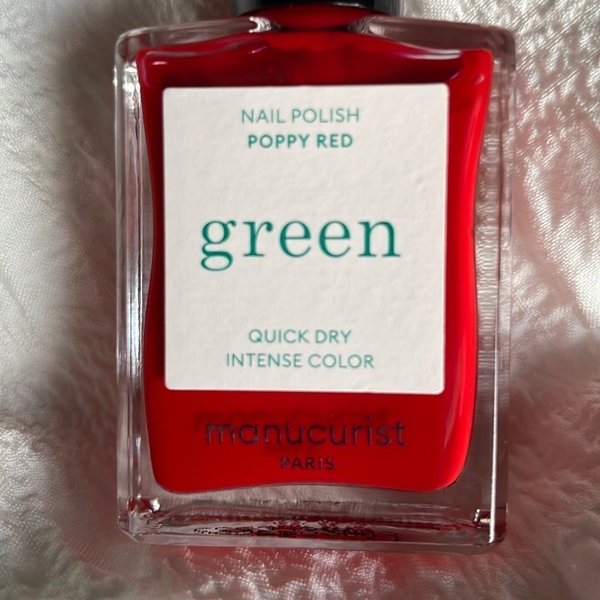 NAIL POLISH
POPPY RED
green
QUICK DRY
INTENSE COLOR
manucurist
PARIS